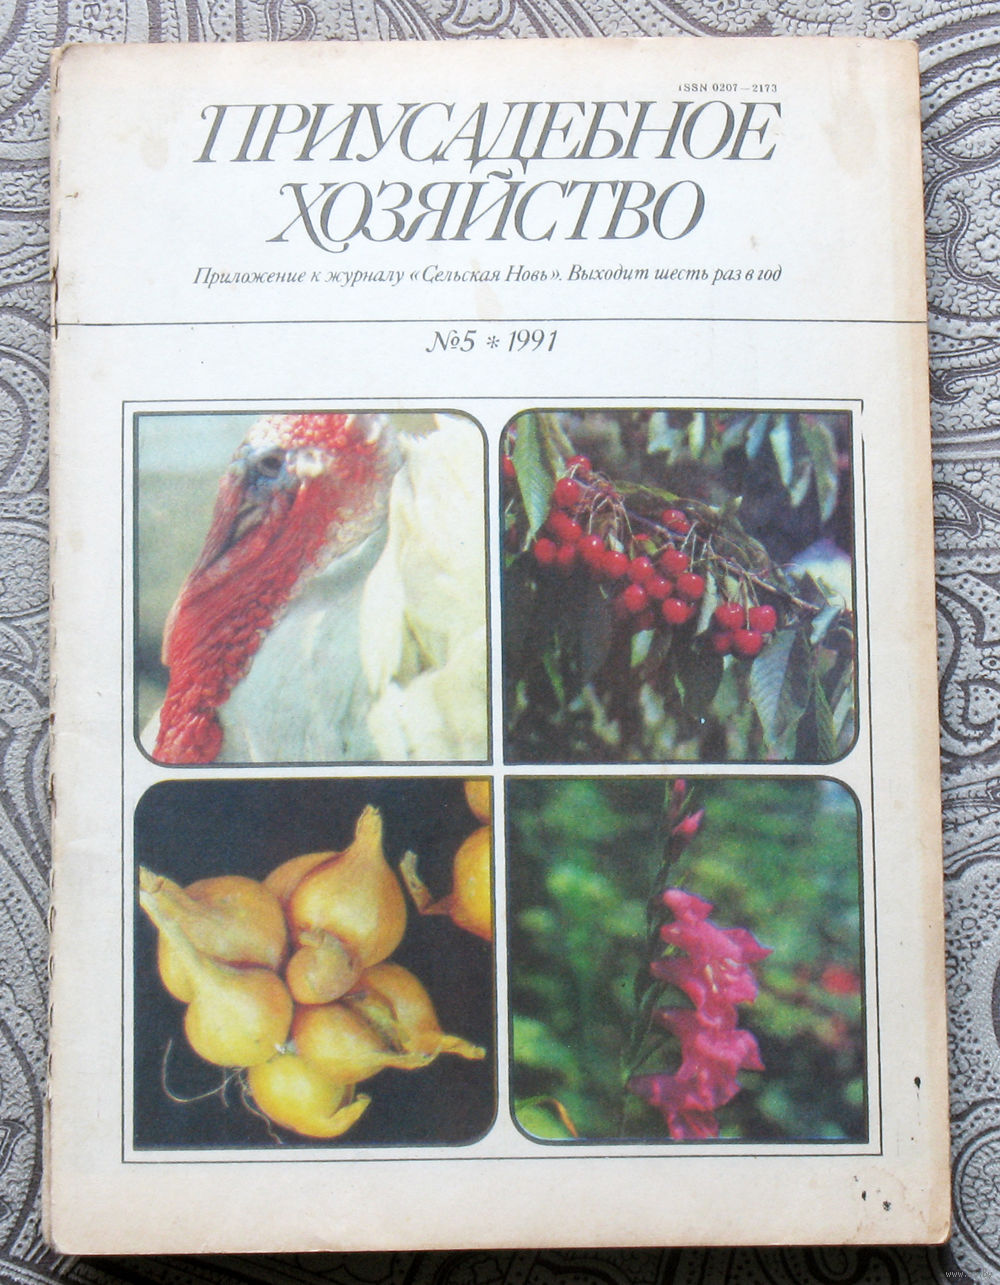 ISSN 0207—2173
ПРИУСАДЕБНОЕ
ХОЗЯЙСТВО
Приложение к журналу «Сельская Новь». Выходит шесть раз в год
№5 * 1991